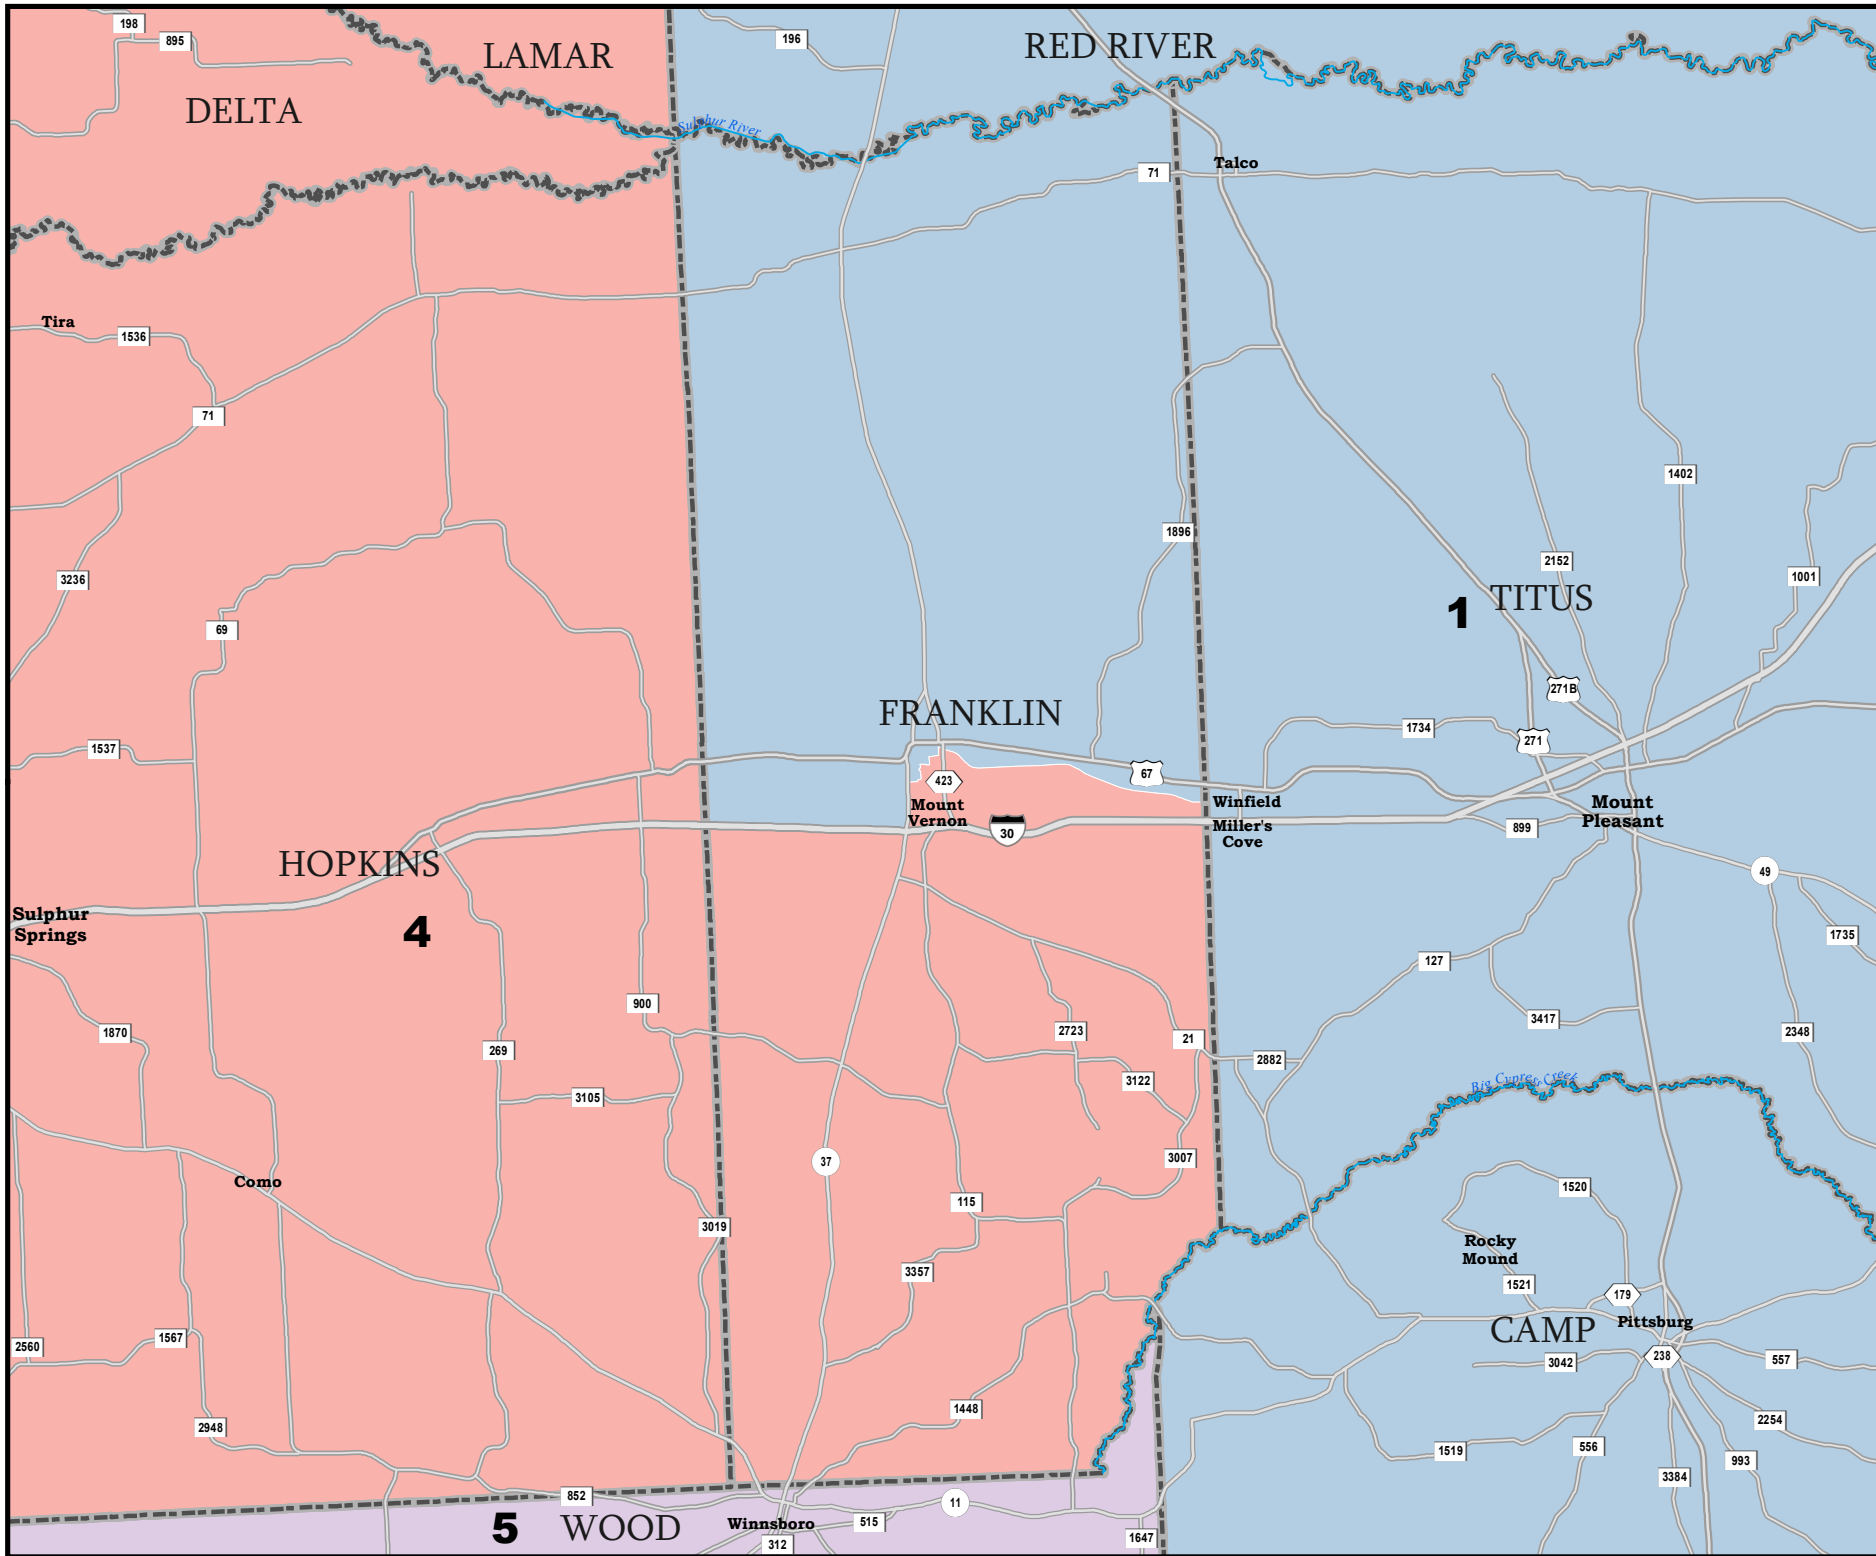 198
895
LAMAR
196
RED RIVER
DELTA
Sulphur River
71
Talco
Tira
1536
71
1402
1896
2152
1001
3236
1 TITUS
69
271B
FRANKLIN
1734
271
1537
67
423
Mount
Vernon
30
Winfield
Miller's
Cove
Mount
Pleasant
899
HOPKINS
49
Sulphur
Springs
4
1735
127
900
1870
2723
3417
2348
21
269
2882
3122
Big Cypress Creek
3105
37
3007
Como
1520
115
3019
Rocky
Mound
3357
1521
179
Pittsburg
CAMP
2560
1567
238
3042
557
1448
2254
2948
1519
556
993
3384
852
11
5 WOOD
Winnsboro
515
312
1647